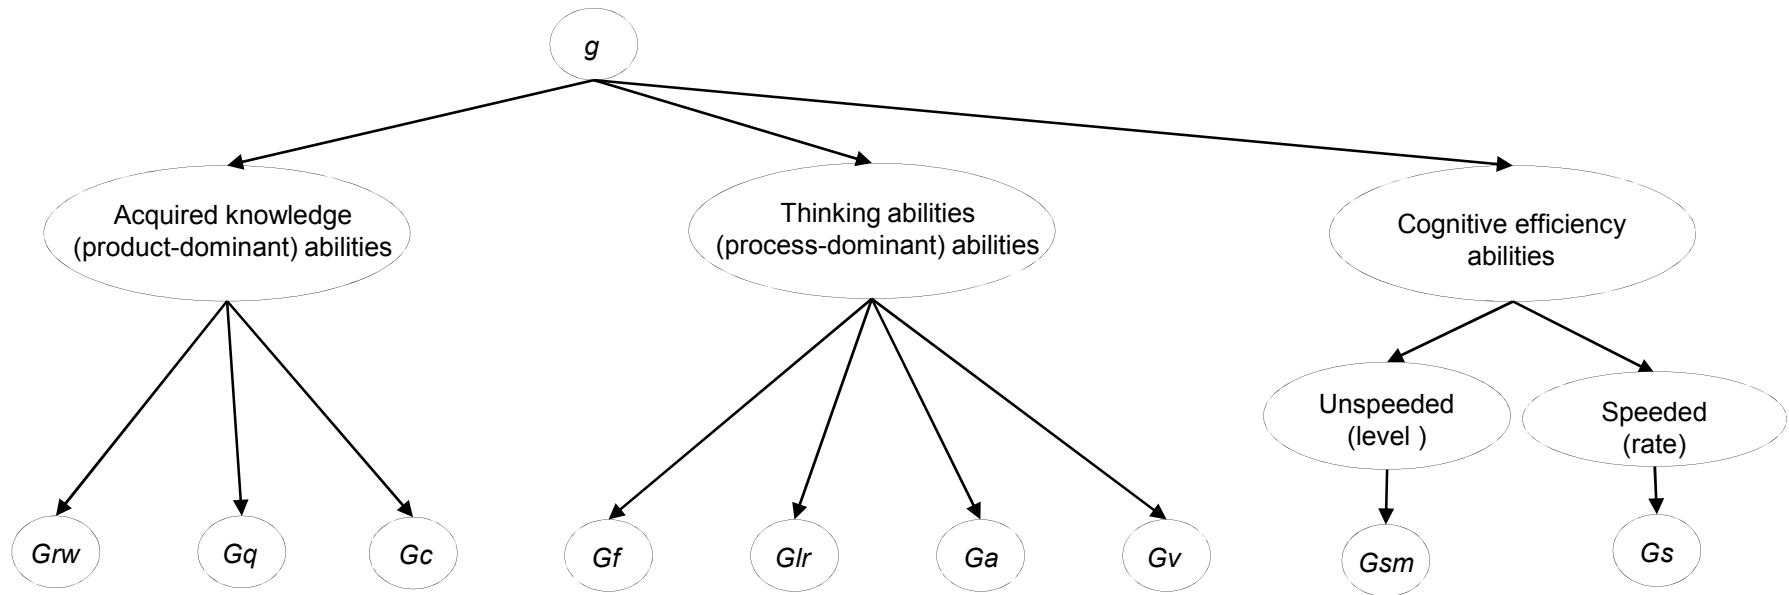 g
Acquired knowledge
(product-dominant) abilities
Thinking abilities
(process-dominant) abilities
Cognitive efficiency
abilities
Unspeeded
(level )
Speeded
(rate)
Grw
Gq
Gc
Gf
Glr
Ga
Gv
Gsm
Gs